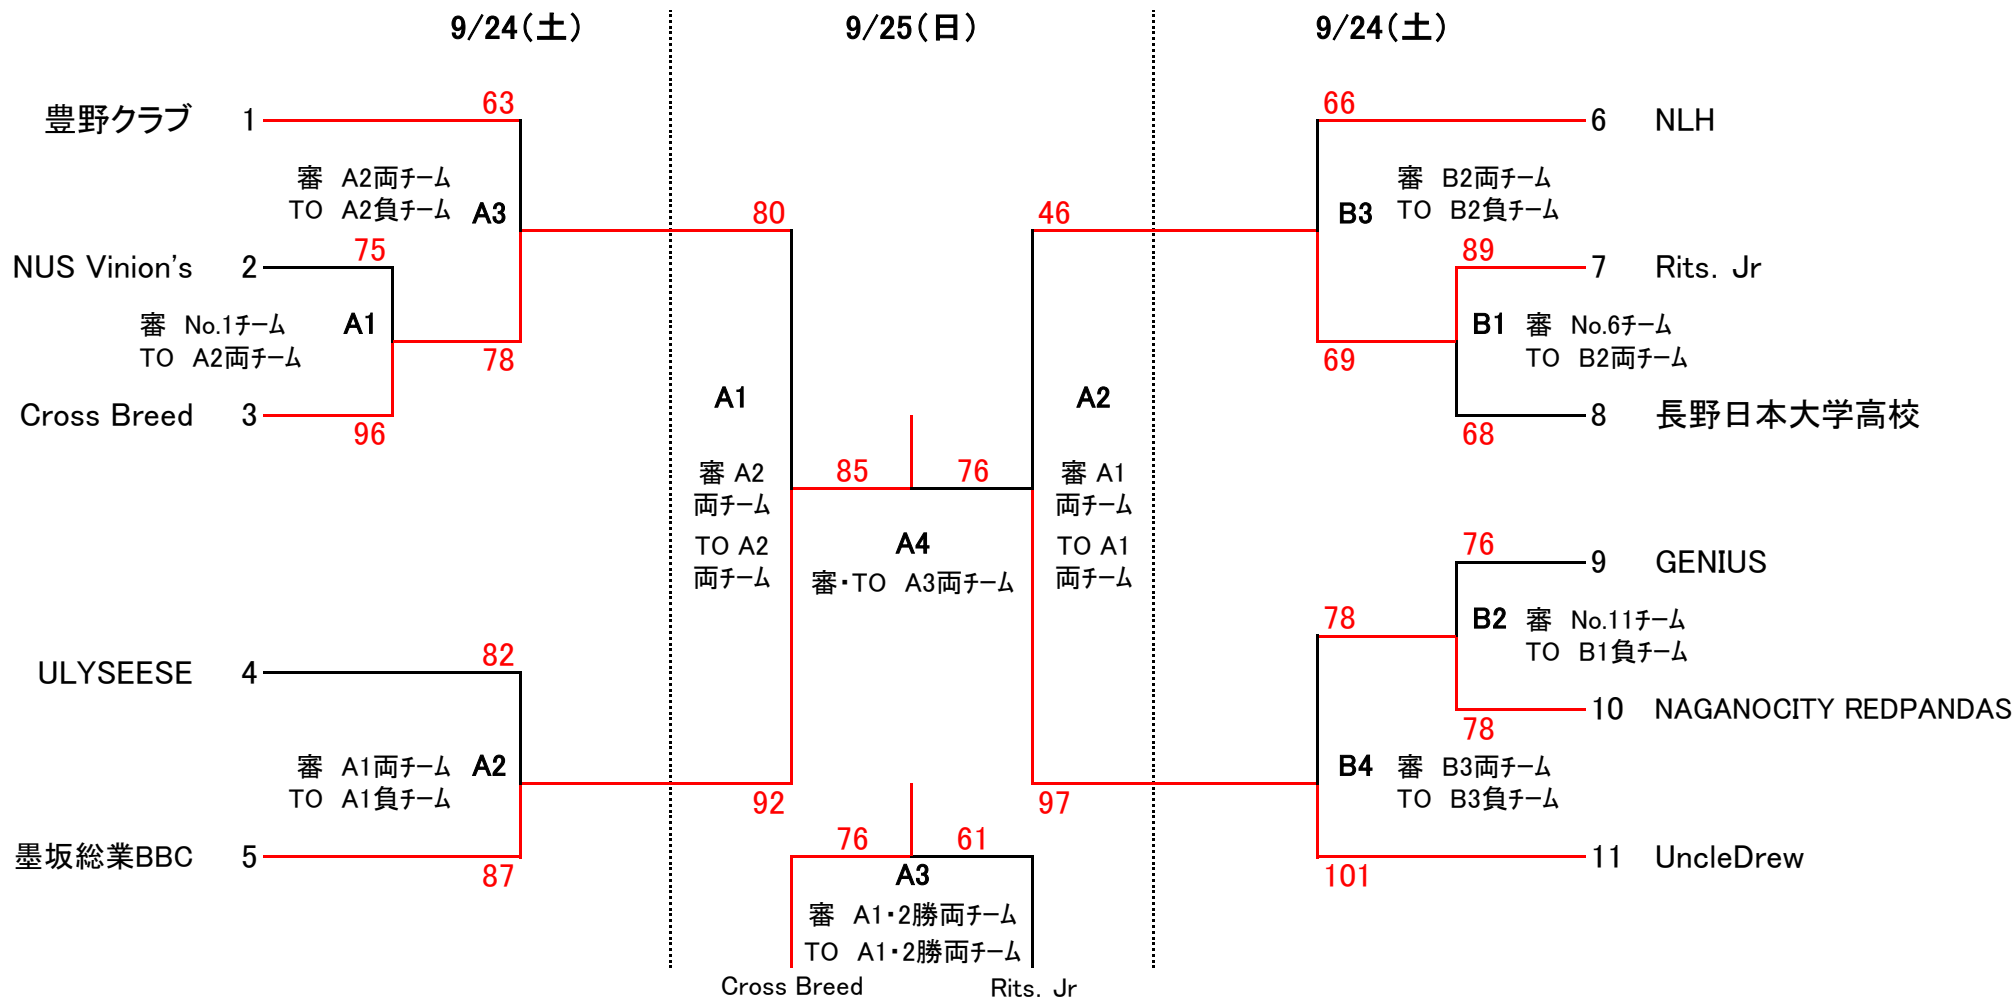 9/24(土)
9/25(日)
9/24(土)
豊野クラブ 1
63
審 A2両チーム
TO A2負チーム
A3
NUS Vinion's 2
75
審 No.1チーム
TO A2両チーム
A1
78
Cross Breed 3
96
ULYSEESE 4
82
審 A1両チーム
TO A1負チーム
A2
墨坂総業BBC 5
87
80
A1
審 A2
両チーム
TO A2
両チーム
92
85
76
A4
審・TO A3両チーム
46
A2
審 A1
両チーム
TO A1
両チーム
97
76
61
A3
審 A1・2勝両チーム
TO A1・2勝両チーム
Cross Breed
Rits. Jr
66
6 NLH
B3
審 B2両チーム
TO B2負チーム
89
7 Rits. Jr
69
B1
審 No.6チーム
TO B2両チーム
68
8 長野日本大学高校
76
9 GENIUS
78
B2
審 No.11チーム
TO B1負チーム
78
10 NAGANOCITY REDPANDAS
B4
審 B3両チーム
TO B3負チーム
101
11 UncleDrew